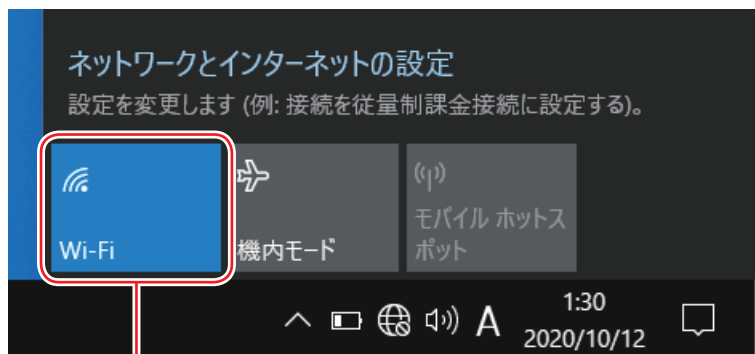 ネットワークとインターネットの設定
設定を変更します (例: 接続を従量制課金接続に設定する)。
Wi-Fi
機内モード
モバイル ホットス
ポット
A
1:30
2020/10/12